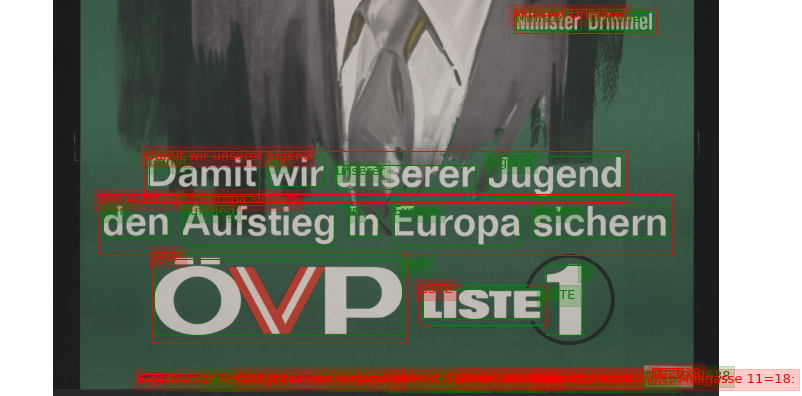 Minister Drimmel
Damit wir unserer Jugend
den Aufstieg in Europa sichern
ÖVP LISTE 1